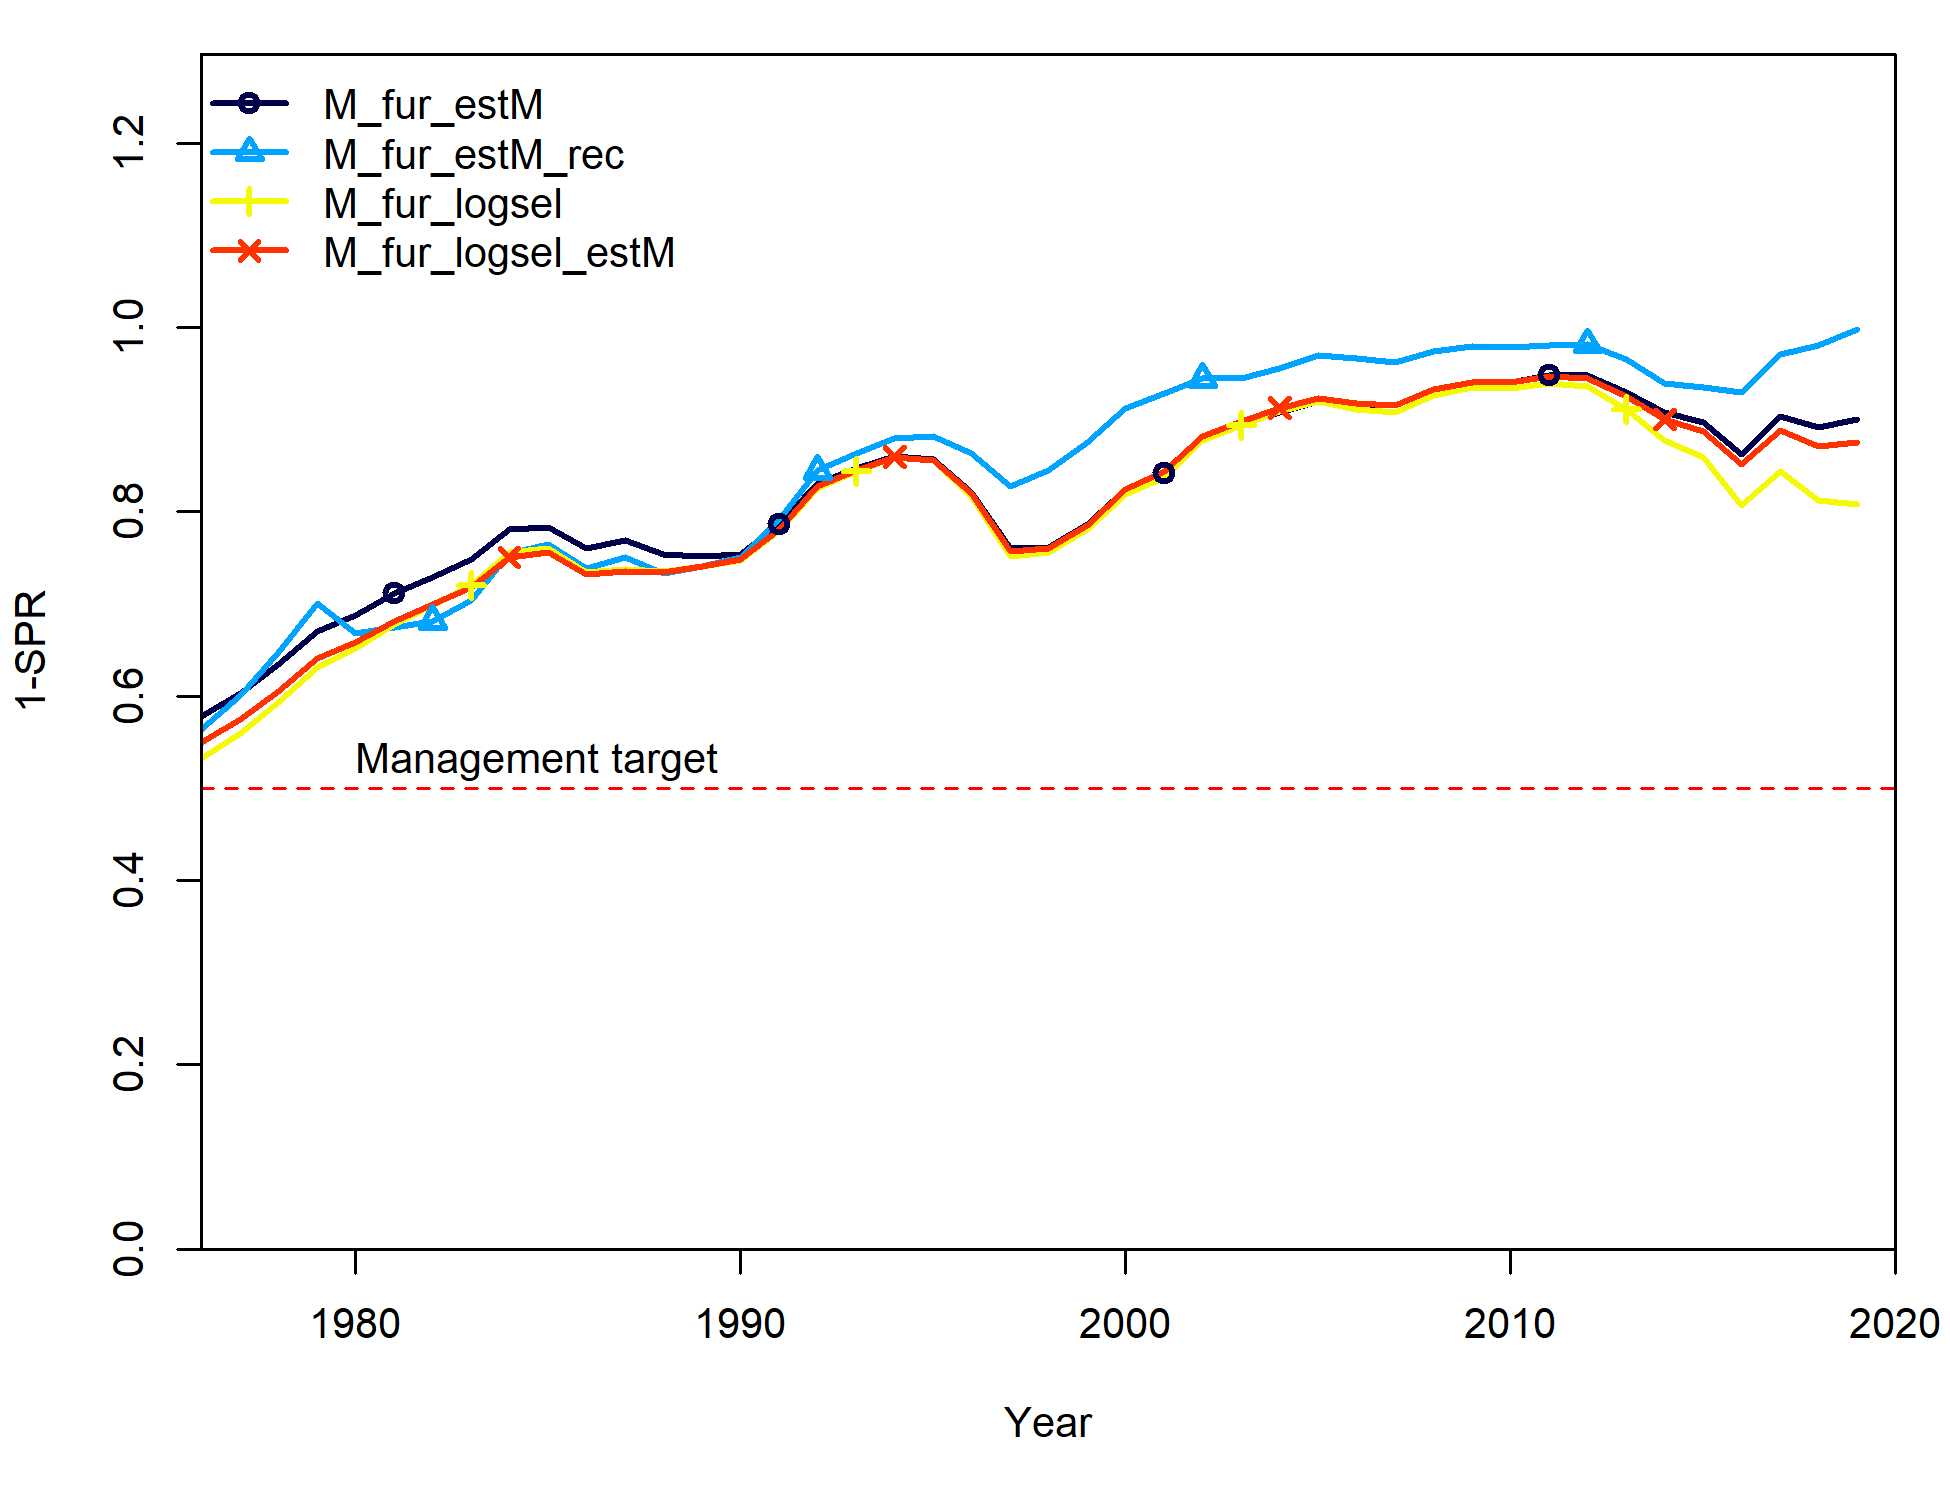 M_fur_estM
M_fur_estM_rec
M_fur_logsel
M_fur_logsel_estM
1.2
1.0
0.8
0.6
0.4
0.2
0.0
1-SPR
Management target
1980 1990 2000 2010 2020
Year